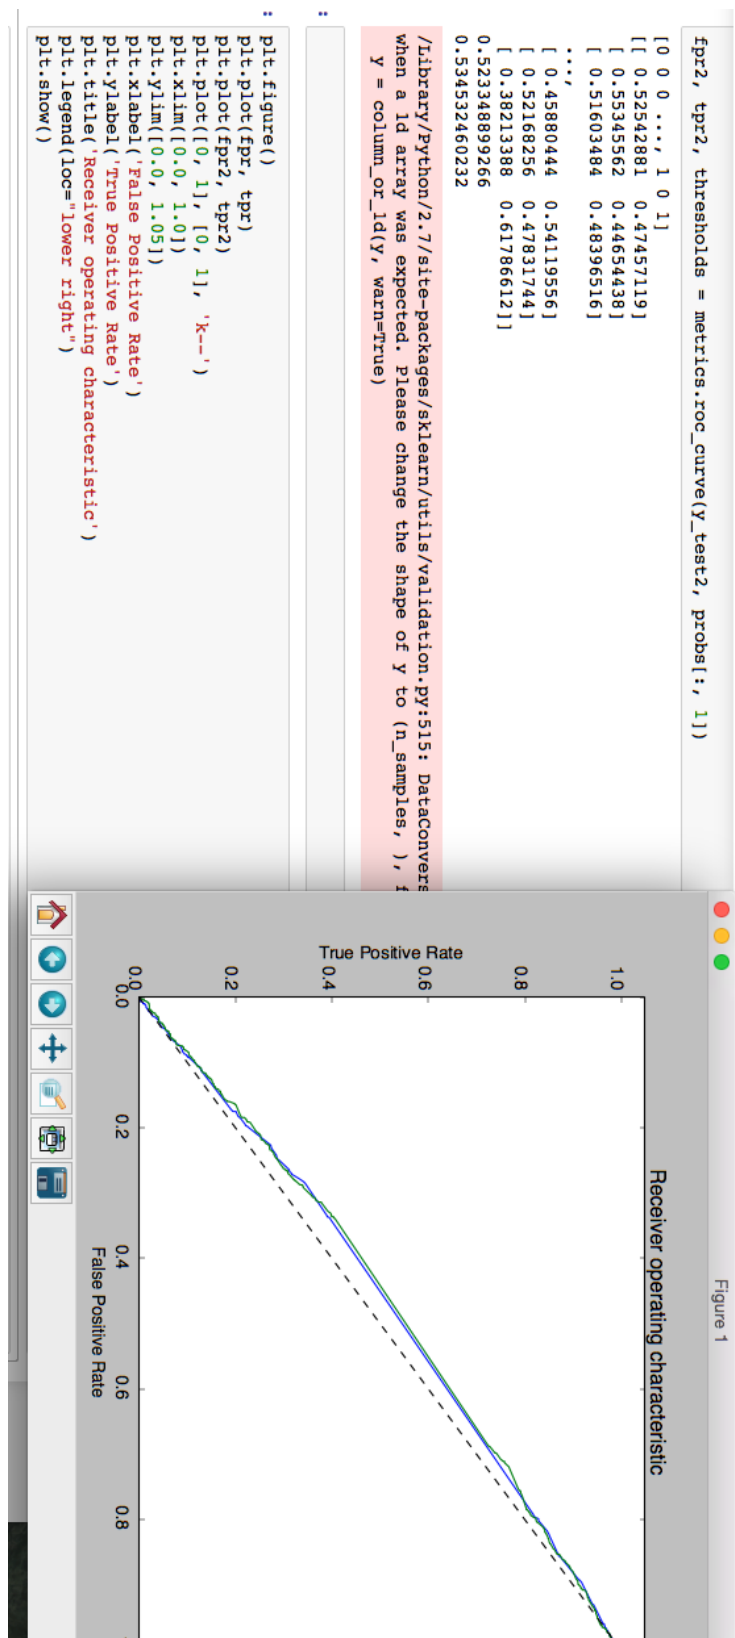 fpr2, tpr2, thresholds = metrics.roc_curve(y_test2, probs[:, 1])
[0 0 0 ..., 1 0 1]
[[ 0.52542881  0.47457119]
[ 0.55345562  0.44654438]
[ 0.51603484  0.48396516]
...,
[ 0.45880444  0.54119556]
[ 0.52168256  0.47831744]
[ 0.38213388  0.61786612]]
0.523348899266
0.534532460232
/Library/Python/2.7/site-packages/sklearn/utils/validation.py:515: DataConvers
when a 1d array was expected. Please change the shape of y to (n_samples, ), f
y = column_or_1d(y, warn=True)
:
:
plt.figure()
plt.plot(fpr, tpr)
plt.plot(fpr2, tpr2)
plt.plot([0, 1], [0, 1], 'k--')
plt.xlim([0.0, 1.0])
plt.ylim([0.0, 1.05])
plt.xlabel('False Positive Rate')
plt.ylabel('True Positive Rate')
plt.title('Receiver operating characteristic')
plt.legend(loc="lower right")
plt.show()
Figure 1
Receiver operating characteristic
True Positive Rate
1.0
0.8
0.6
0.4
0.2
0.0
0.0 0.2 0.4 0.6 0.8
False Positive Rate